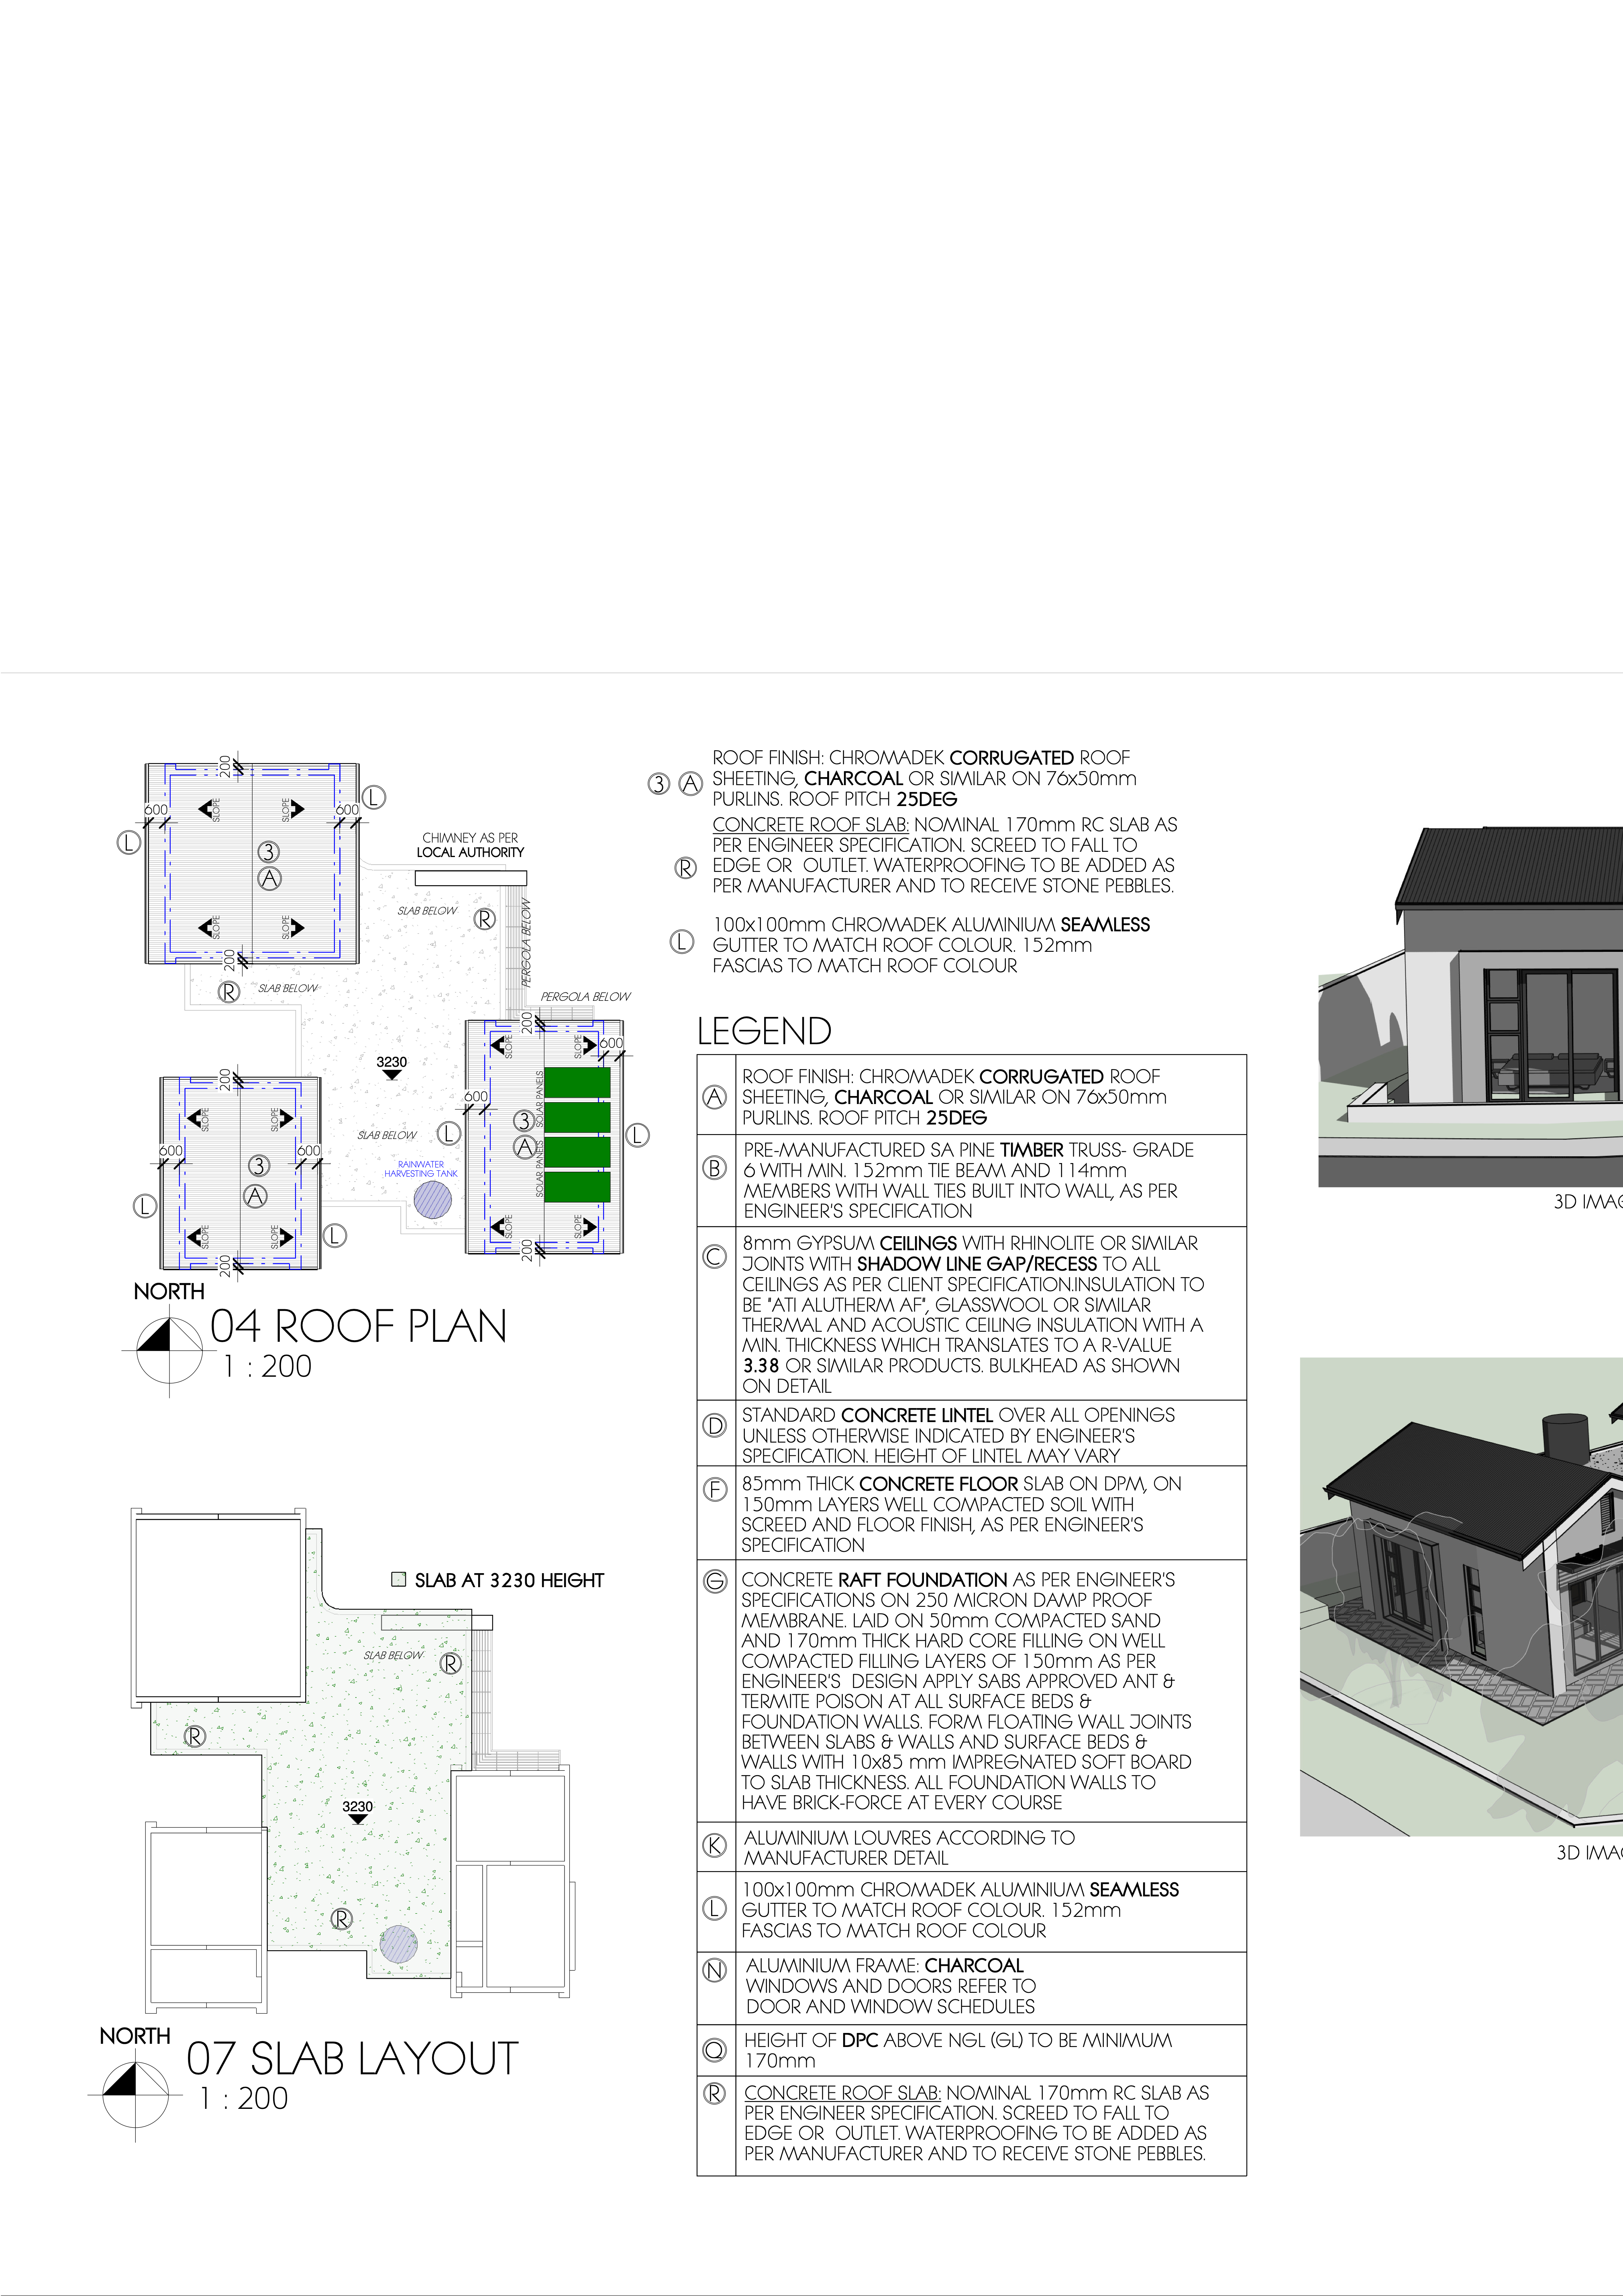 200
L
600
600
SLOPE
SLOPE
L
3
A
SLOPE
SLOPE
200
R
SLAB BELOW
CHIMNEY AS PER
LOCAL AUTHORITY
SLAB BELOW
R
PERGOLA BELOW
PERGOLA BELOW
3230
SLAB BELOW
RAINWATER
HARVESTING TANK
200
SLOPE
SLOPE
600
600
3
A
L
SLOPE
SLOPE
L
200
200
SLOPE
SLOPE
600
600
SOLAR PANELS
3
L
L
A
SOLAR PANELS
SLOPE
SLOPE
200
NORTH
04 ROOF PLAN
1 : 200
SLAB AT 3230 HEIGHT
SLAB BELOW
R
R
3230
R
NORTH
07 SLAB LAYOUT
1 : 200
3 A
ROOF FINISH: CHROMADEK CORRUGATED ROOF
SHEETING, CHARCOAL OR SIMILAR ON 76x50mm
PURLINS. ROOF PITCH 25DEG
R
CONCRETE ROOF SLAB: NOMINAL 170mm RC SLAB AS
PER ENGINEER SPECIFICATION. SCREED TO FALL TO
EDGE OR OUTLET. WATERPROOFING TO BE ADDED AS
PER MANUFACTURER AND TO RECEIVE STONE PEBBLES.
L
100x100mm CHROMADEK ALUMINIUM SEAMLESS
GUTTER TO MATCH ROOF COLOUR. 152mm
FASCIAS TO MATCH ROOF COLOUR
LEGEND
A
ROOF FINISH: CHROMADEK CORRUGATED ROOF
SHEETING, CHARCOAL OR SIMILAR ON 76x50mm
PURLINS. ROOF PITCH 25DEG
B
PRE-MANUFACTURED SA PINE TIMBER TRUSS- GRADE
6 WITH MIN. 152mm TIE BEAM AND 114mm
MEMBERS WITH WALL TIES BUILT INTO WALL, AS PER
ENGINEER'S SPECIFICATION
C
8mm GYPSUM CEILINGS WITH RHINOLITE OR SIMILAR
JOINTS WITH SHADOW LINE GAP/RECESS TO ALL
CEILINGS AS PER CLIENT SPECIFICATION.INSULATION TO
BE "ATI ALUTHERM AF", GLASSWOOL OR SIMILAR
THERMAL AND ACOUSTIC CEILING INSULATION WITH A
MIN. THICKNESS WHICH TRANSLATES TO A R-VALUE
3.38 OR SIMILAR PRODUCTS. BULKHEAD AS SHOWN
ON DETAIL
D
STANDARD CONCRETE LINTEL OVER ALL OPENINGS
UNLESS OTHERWISE INDICATED BY ENGINEER'S
SPECIFICATION. HEIGHT OF LINTEL MAY VARY
F
85mm THICK CONCRETE FLOOR SLAB ON DPM, ON
150mm LAYERS WELL COMPACTED SOIL WITH
SCREED AND FLOOR FINISH, AS PER ENGINEER'S
SPECIFICATION
G
CONCRETE RAFT FOUNDATION AS PER ENGINEER'S
SPECIFICATIONS ON 250 MICRON DAMP PROOF
MEMBRANE. LAID ON 50mm COMPACTED SAND
AND 170mm THICK HARD CORE FILLING ON WELL
COMPACTED FILLING LAYERS OF 150mm AS PER
ENGINEER'S DESIGN APPLY SABS APPROVED ANT &
TERMITE POISON AT ALL SURFACE BEDS &
FOUNDATION WALLS. FORM FLOATING WALL JOINTS
BETWEEN SLABS & WALLS AND SURFACE BEDS &
WALLS WITH 10x85 mm IMPREGNATED SOFT BOARD
TO SLAB THICKNESS. ALL FOUNDATION WALLS TO
HAVE BRICK-FORCE AT EVERY COURSE
K
ALUMINIUM LOUVRES ACCORDING TO
MANUFACTURER DETAIL
L
100x100mm CHROMADEK ALUMINIUM SEAMLESS
GUTTER TO MATCH ROOF COLOUR. 152mm
FASCIAS TO MATCH ROOF COLOUR
N
ALUMINIUM FRAME: CHARCOAL
WINDOWS AND DOORS REFER TO
DOOR AND WINDOW SCHEDULES
Q
HEIGHT OF DPC ABOVE NGL (GL) TO BE MINIMUM
170mm
R
CONCRETE ROOF SLAB: NOMINAL 170mm RC SLAB AS
PER ENGINEER SPECIFICATION. SCREED TO FALL TO
EDGE OR OUTLET. WATERPROOFING TO BE ADDED AS
PER MANUFACTURER AND TO RECEIVE STONE PEBBLES.
3D
3D